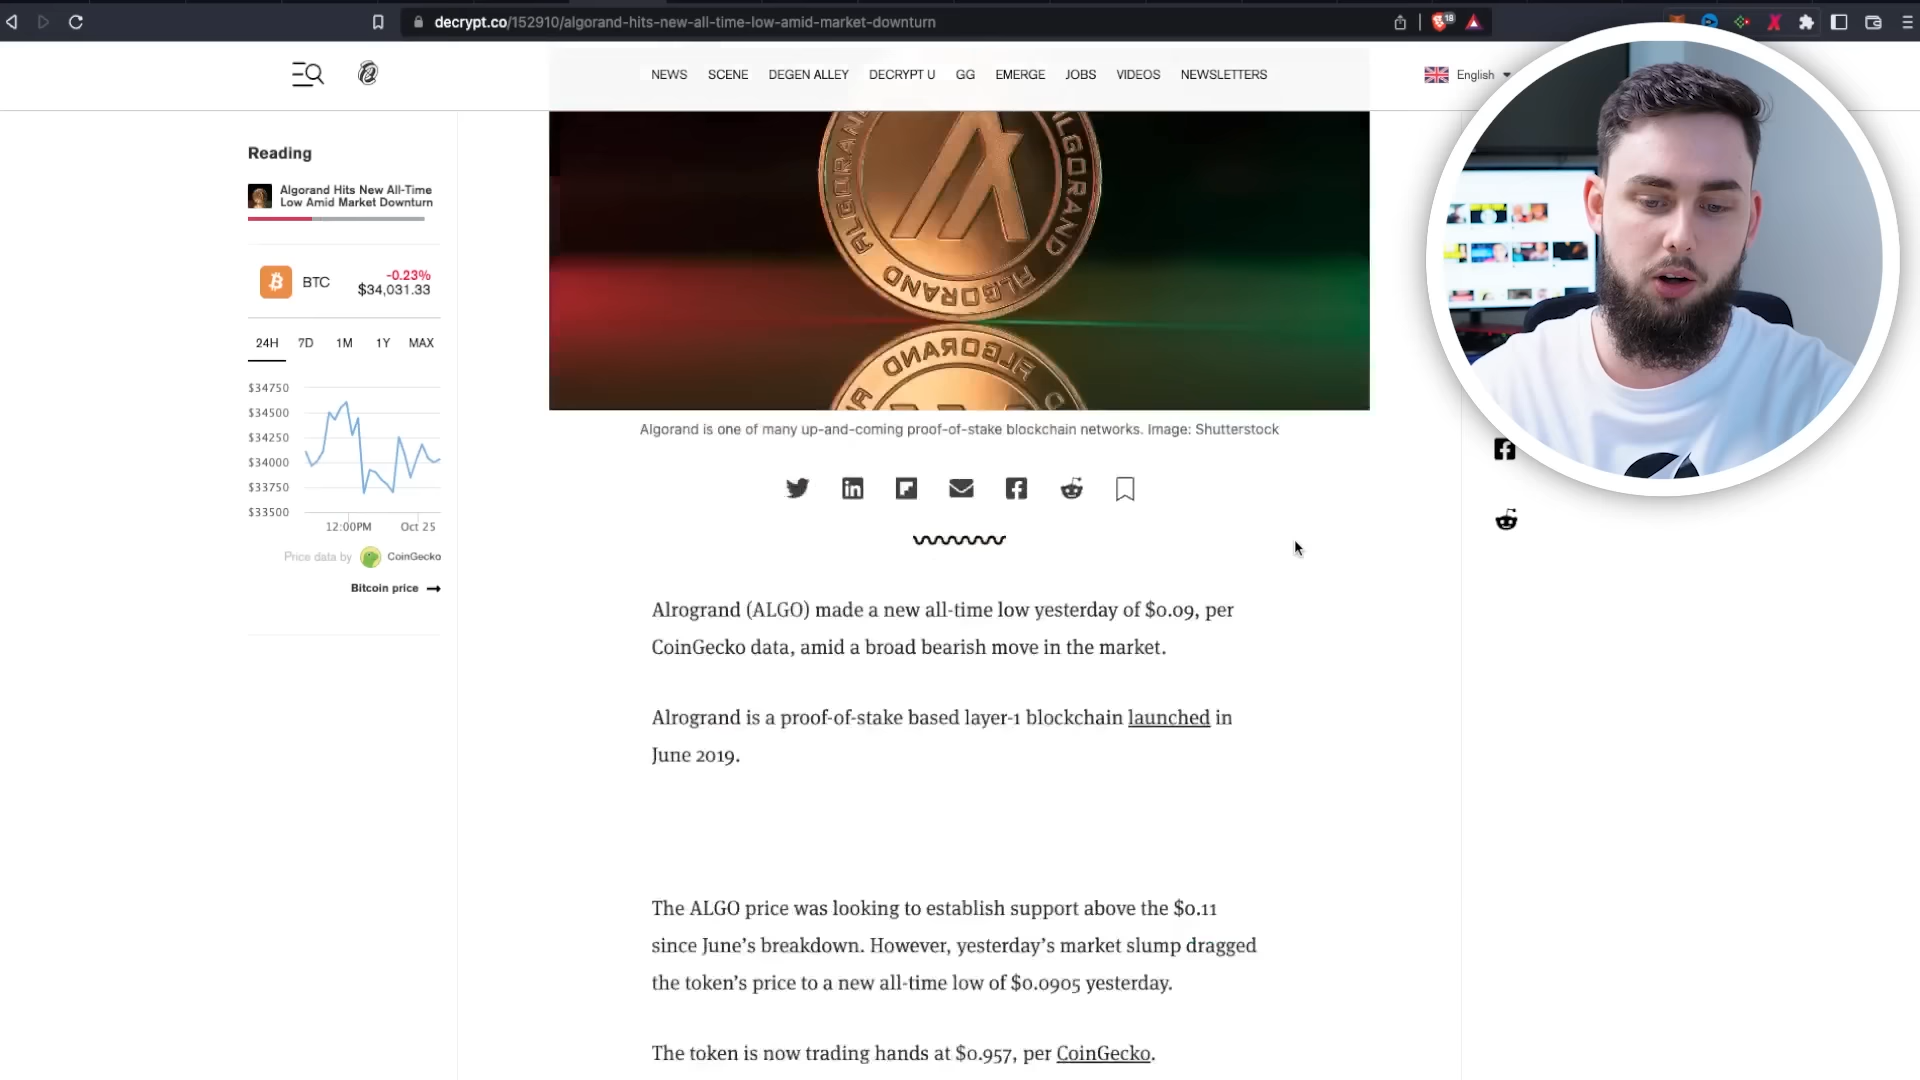 decrypt.co/152910/algorand-hits-new-all-time-low-amid-market-downturn
18
NEWS SCENE DEGEN ALLEY DECRYPT U GG EMERGE JOBS VIDEOS NEWSLETTERS
English
Reading
Algorand Hits New All-Time
Low Amid Market Downturn
BTC
-0.23%
$34,031.33
24H 7D 1M 1Y MAX
$34750
$34500
$34250
$34000
$33750
$33500
12:00PM Oct 25
Price data by CoinGecko
Bitcoin price
ALGORAND
ALGORAND
ALGORAND
ALGORAND
Algorand is one of many up-and-coming proof-of-stake blockchain networks. Image: Shutterstock
Alrogrand (ALGO) made a new all-time low yesterday of $0.09, per
CoinGecko data, amid a broad bearish move in the market.
Alrogrand is a proof-of-stake based layer-1 blockchain launched in
June 2019.
The ALGO price was looking to establish support above the $0.11
since June's breakdown. However, yesterday's market slump dragged
the token's price to a new all-time low of $0.0905 yesterday.
The token is now trading hands at $0.957, per CoinGecko.